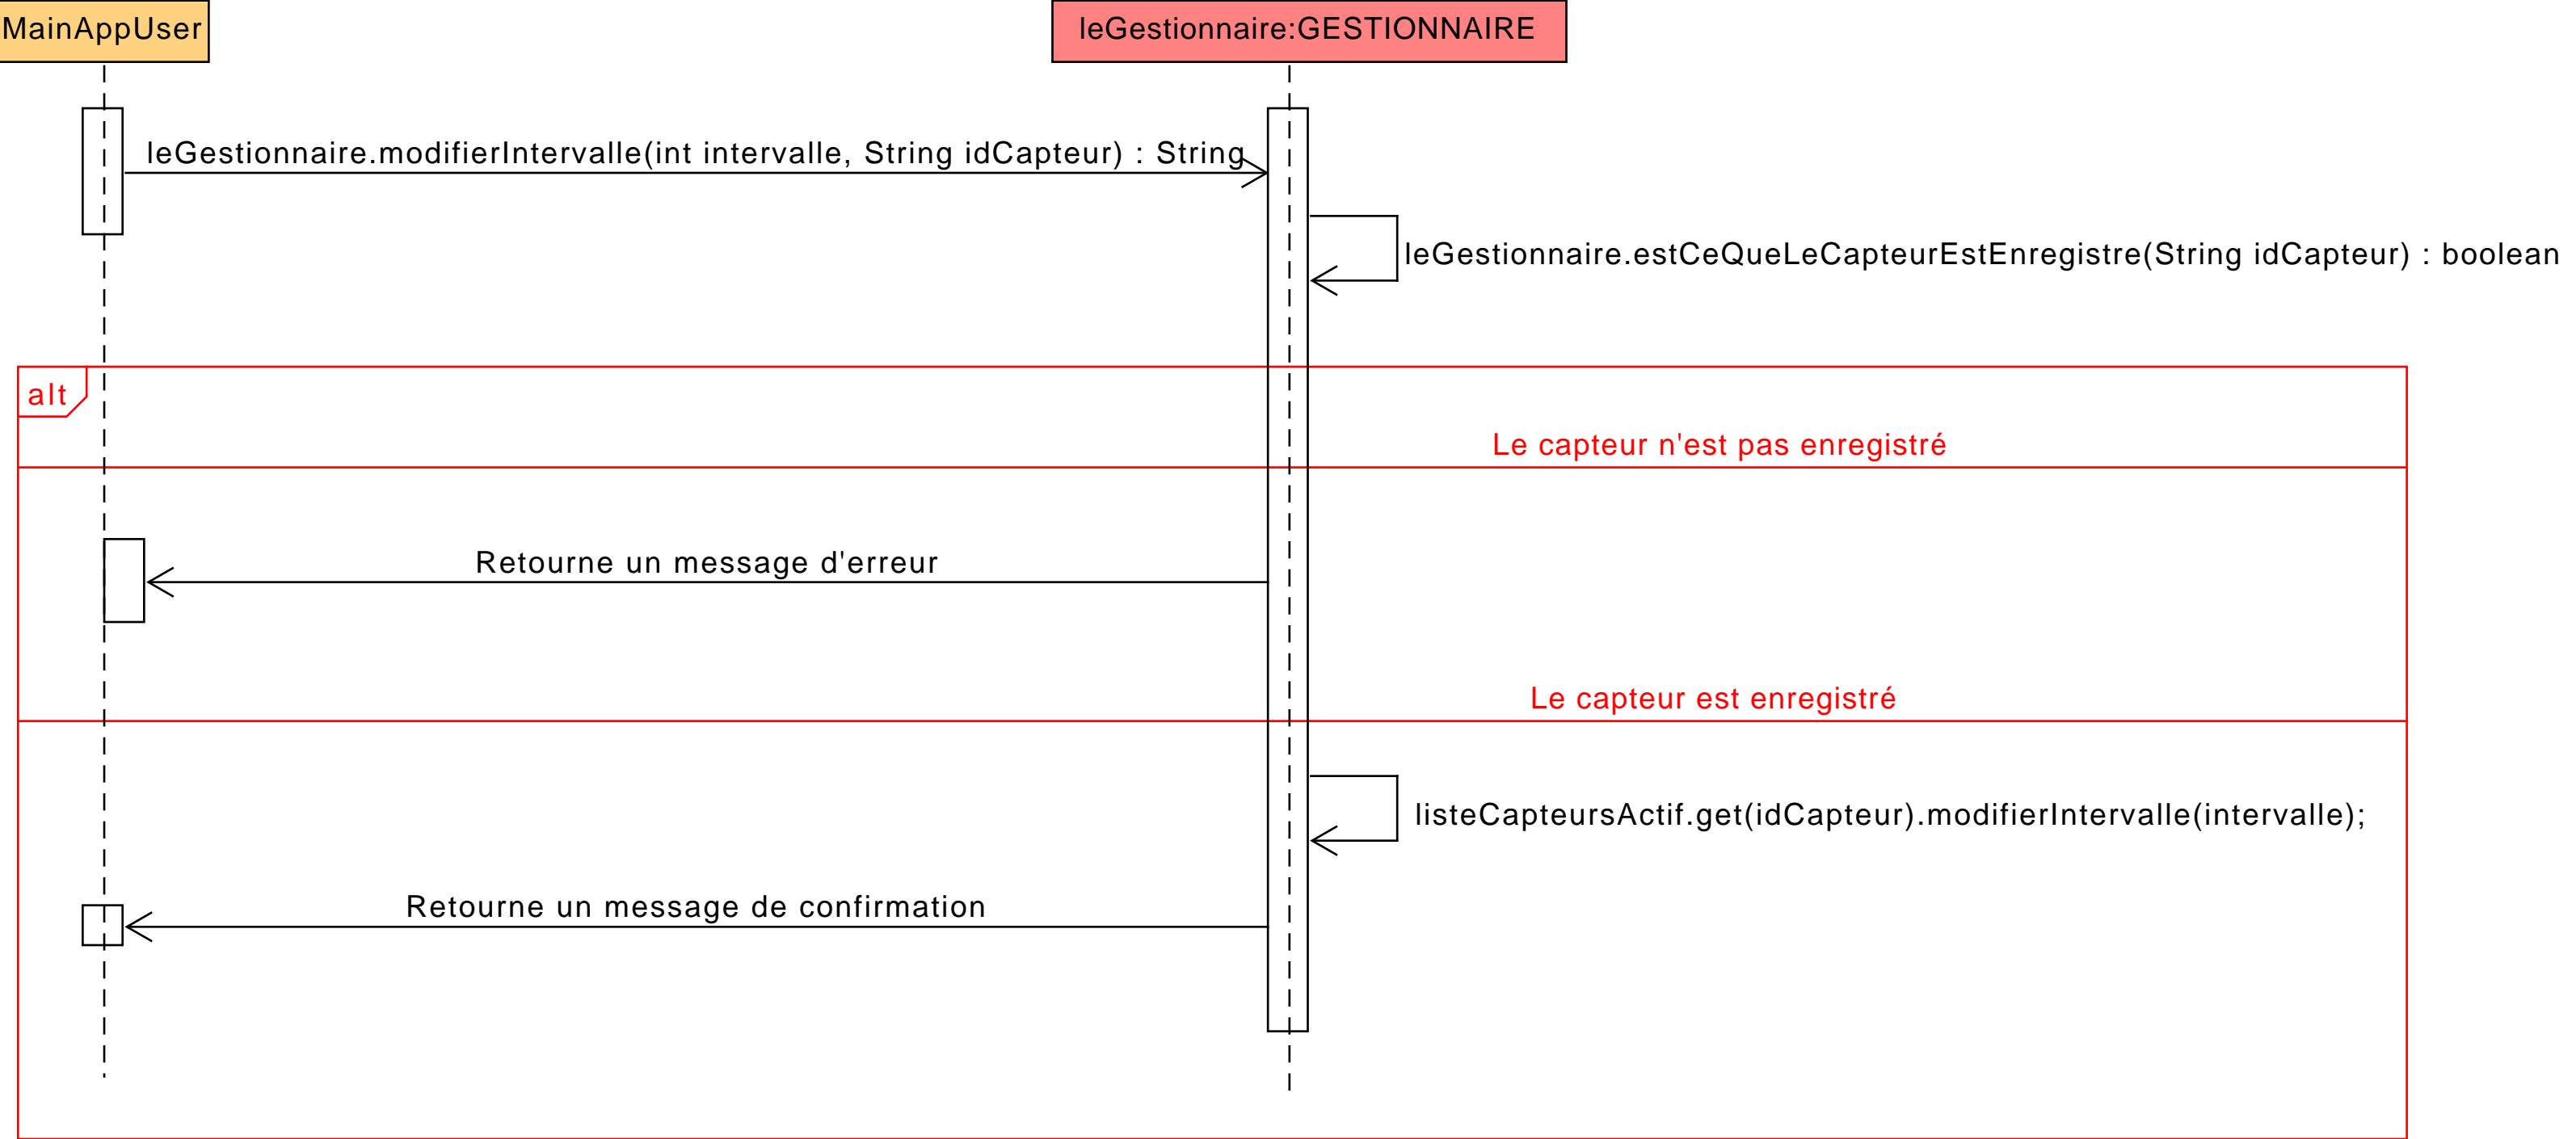 MainAppUser
leGestionnaire:GESTIONNAIRE
leGestionnaire.modifierIntervalle(int intervalle, String idCapteur) : String
leGestionnaire.estCeQueLeCapteurEstEnregistre(String idCapteur) : boolean
alt
Le capteur n'est pas enregistré
Retourne un message d'erreur
Le capteur est enregistré
listeCapteursActif.get(idCapteur).modifierIntervalle(intervalle);
Retourne un message de confirmation